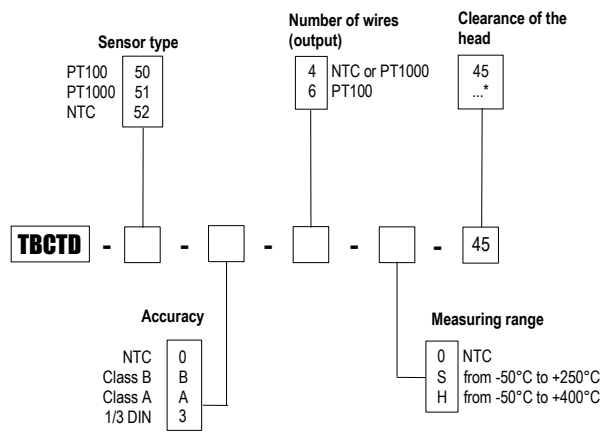 Sensor type
PT100 50
PT1000 51
NTC 52
Number of wires
(output)
4 NTC or PT1000
6 PT100
Clearance of the
head
45
...*
TBCTD - - - - - 45
Accuracy
NTC 0
Class B B
Class A A
1/3 DIN 3
Measuring range
0 NTC
S from -50°C to +250°C
H from -50°C to +400°C